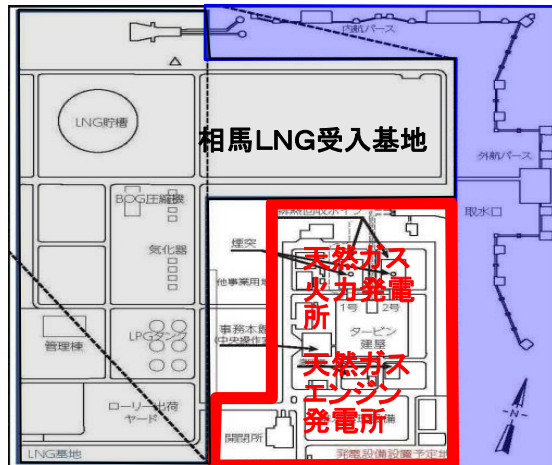 内航バース
LNG貯槽
相馬LNG受入基地
外航バース
BOG圧縮機
取水口
煙突
気化器
天然ガス
火力発電
所
他事業用地
1号
2号
事務本館
(中央操作室
タービン
建屋
管理棟
LPGタンク
天然ガス
エンジン
発電所
ローリー出荷
ヤード
開閉所
LNG基地
発電設備設置予定地
N